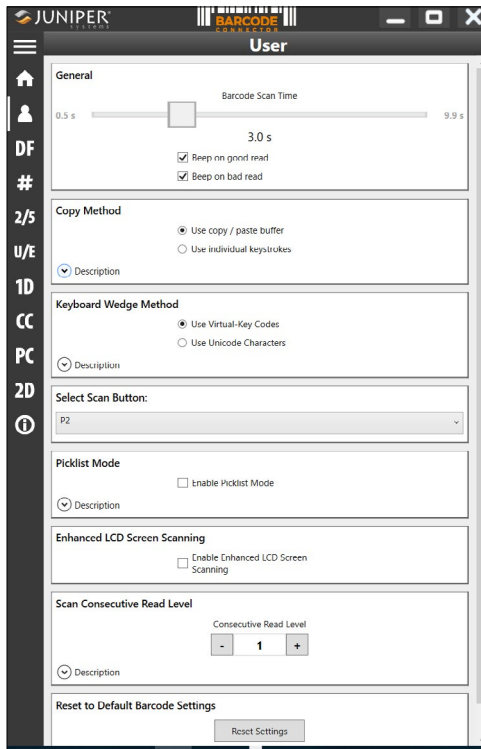 JUNIPER
systems
BARCODE
CONNECTOR
User
General
Barcode Scan Time
0.5 s
9.9 s
3.0 s
Beep on good read
Beep on bad read
Copy Method
Use copy / paste buffer
Use individual keystrokes
Description
Keyboard Wedge Method
Use Virtual-Key Codes
Use Unicode Characters
Description
Select Scan Button:
P2
Picklist Mode
Enable Picklist Mode
Description
Enhanced LCD Screen Scanning
Enable Enhanced LCD Screen
Scanning
Scan Consecutive Read Level
Consecutive Read Level
- 1 +
Description
Reset to Default Barcode Settings
Reset Settings
DF
#
2/5
U/E
1D
CC
PC
2D